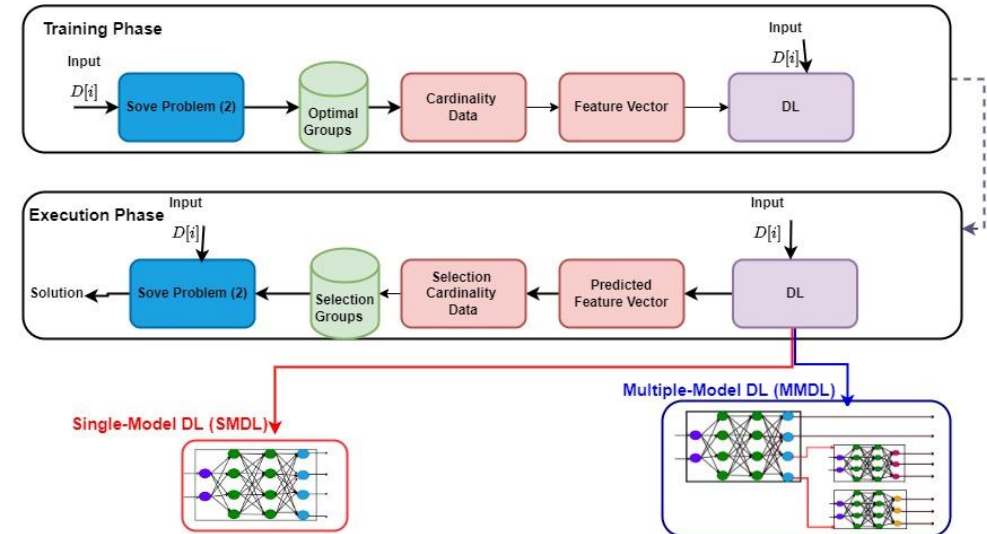 Training Phase
Input
D[i]
Sove Problem (2)
Optimal
Groups
Cardinality
Data
Feature Vector
Input
D[i]
DL
Execution Phase
Input
D[i]
Solution
Sove Problem (2)
Selection
Groups
Selection
Cardinality
Data
Predicted
Feature Vector
Input
D[i]
DL
Single-Model DL (SMDL)
Multiple-Model DL (MMDL)